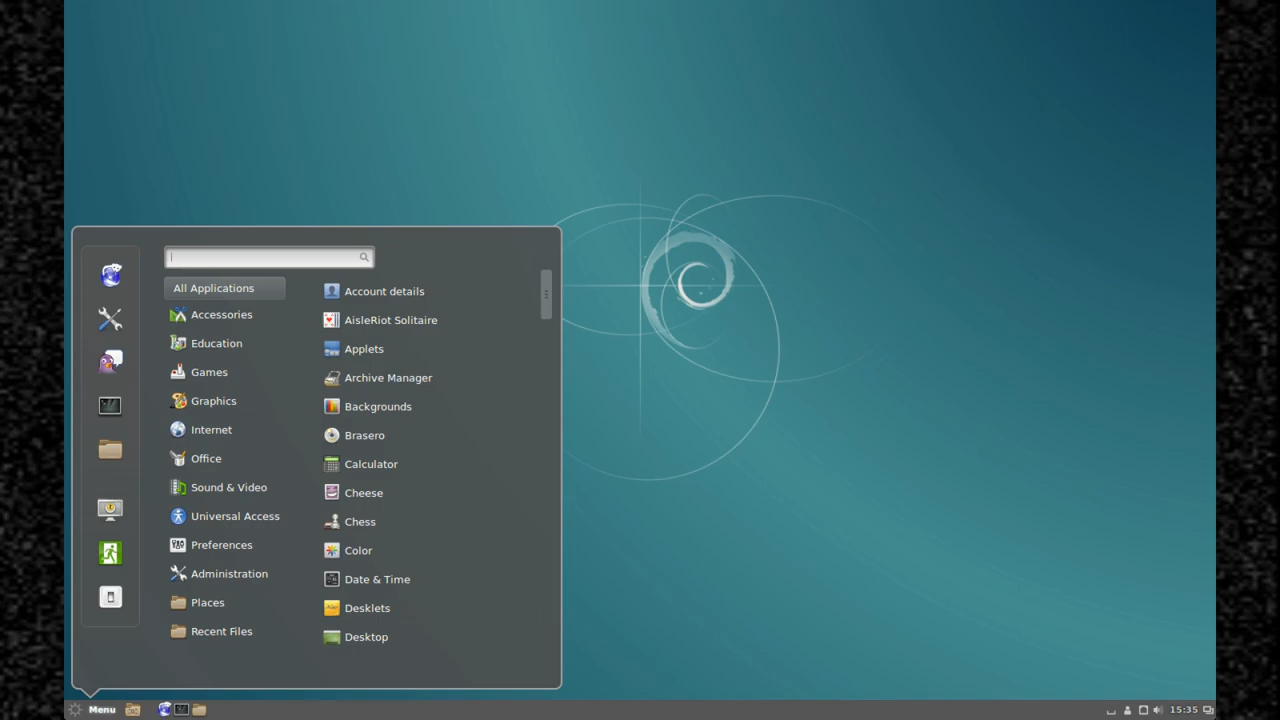 All Applications
Accessories
Education
Games
Graphics
Internet
Office
Sound & Video
Universal Access
Preferences
Administration
Places
Recent Files
Account details
AisleRiot Solitaire
Applets
Archive Manager
Backgrounds
Brasero
Calculator
Cheese
Chess
Color
Date & Time
Desklets
Desktop
Menu
15:35